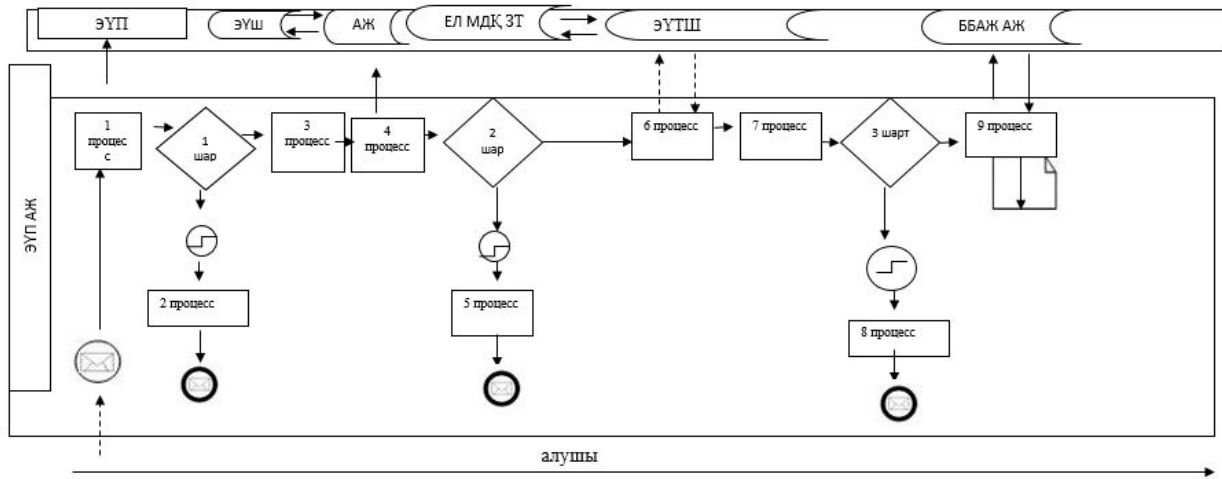 ЭҮП
ЭҮШ
АЖ
ЕЛ МДҚ ЗТ
ЭҮТШ
ББАЖ АЖ
ЭҮП АЖ
1
процес
с
1
шар
3
процесс
4
процесс
2
шар
6 процесс
7 процесс
3 шарт
9 процесс
2 процесс
5 процесс
8 процесс
алушы